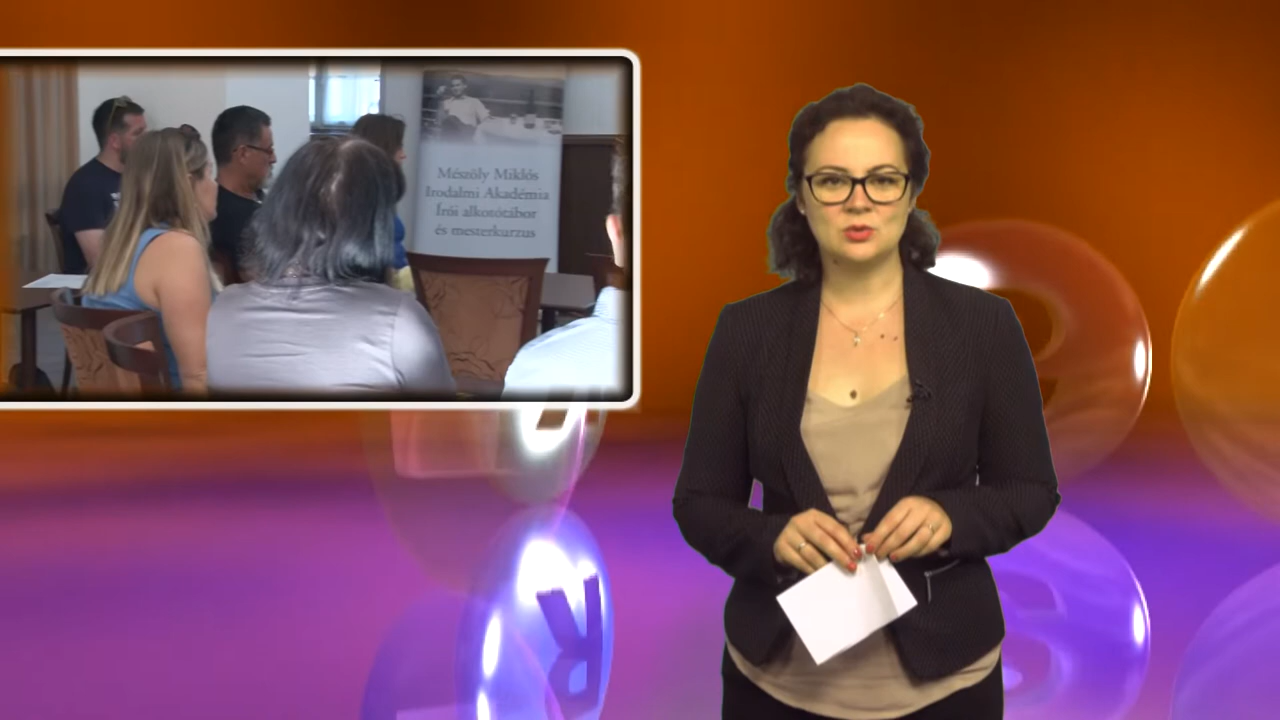 Mészöly Miklós
Irodalmi Akadémia
Írói alkotótábor
és mesterkurzus
R